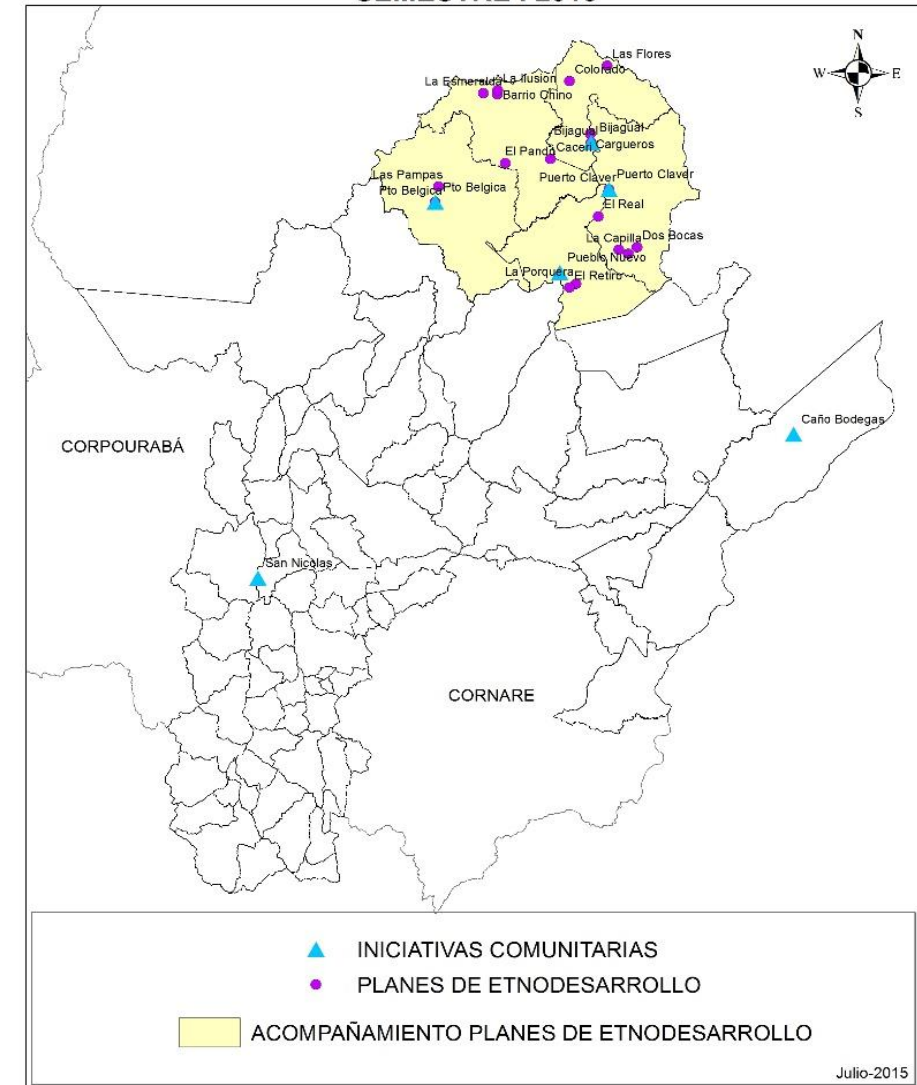 SEMESTRE I 2015
N
W E
S
Las Flores
Colorado
La Esmeralda
La Ilusion
Barrio Chino
Bijagual
Bijagual
Caceri
Cargueros
El Pando
Las Pampas
Pto Belgica
Pto Belgica
Puerto Claver
Puerto Claver
El Real
La Capilla
Dos Bocas
Pueblo Nuevo
La Porquera
El Retiro
Caño Bodegas
CORPOURABÁ
San Nicolas
CORNARE
INICIATIVAS COMUNITARIAS
PLANES DE ETNODESARROLLO
ACOMPAÑAMIENTO PLANES DE ETNODESARROLLO
Julio-2015